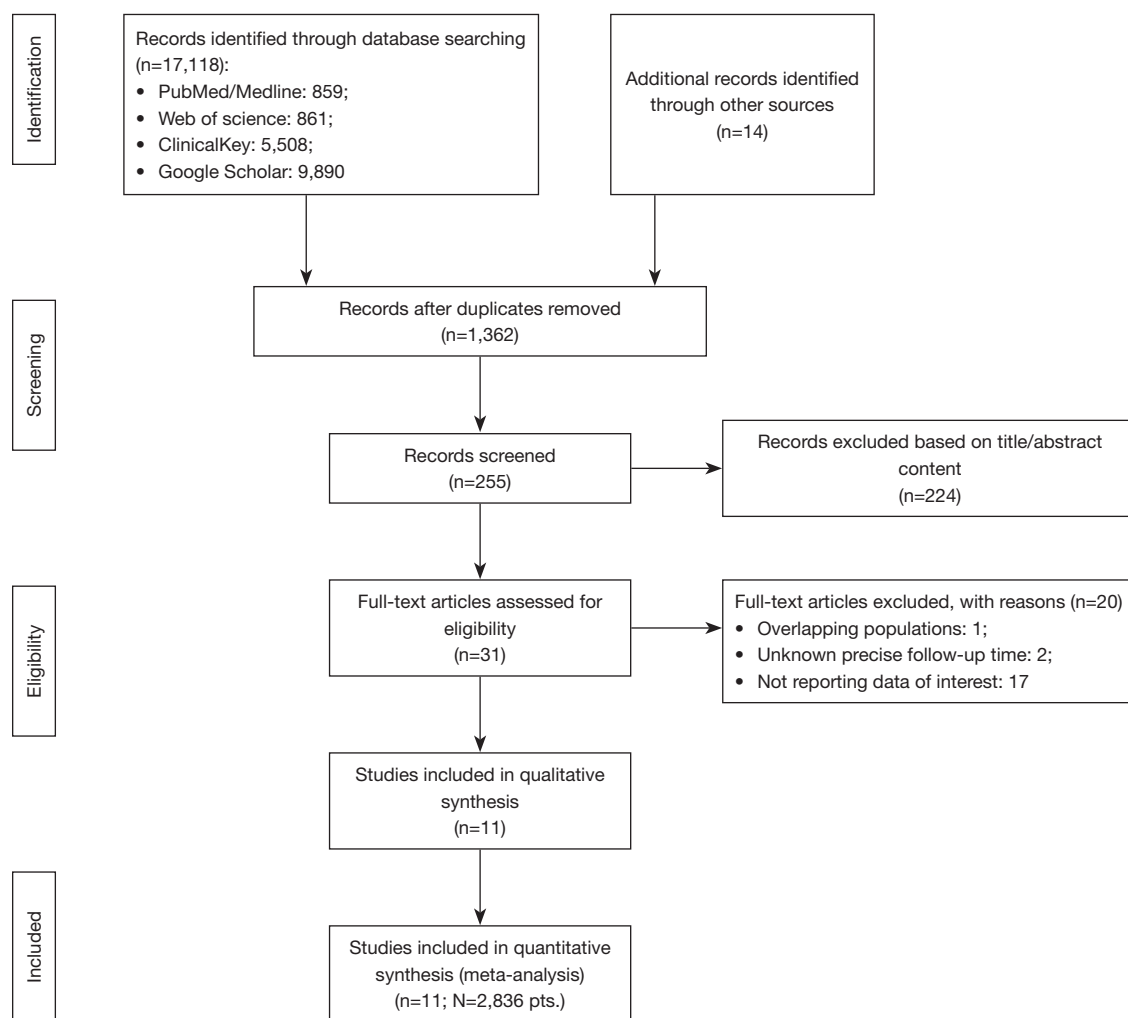 Identification
Records identified through database searching
(n=17,118):
• PubMed/Medline: 859;
• Web of science: 861;
• ClinicalKey: 5,508;
• Google Scholar: 9,890
Additional records identified
through other sources
(n=14)
Screening
Records after duplicates removed
(n=1,362)
Records screened
(n=255)
Records excluded based on title/abstract
content
(n=224)
Eligibility
Full-text articles assessed for
eligibility
(n=31)
Full-text articles excluded, with reasons (n=20)
• Overlapping populations: 1;
• Unknown precise follow-up time: 2;
• Not reporting data of interest: 17
Studies included in qualitative
synthesis
(n=11)
Included
Studies included in quantitative
synthesis (meta-analysis)
(n=11; N=2,836 pts.)